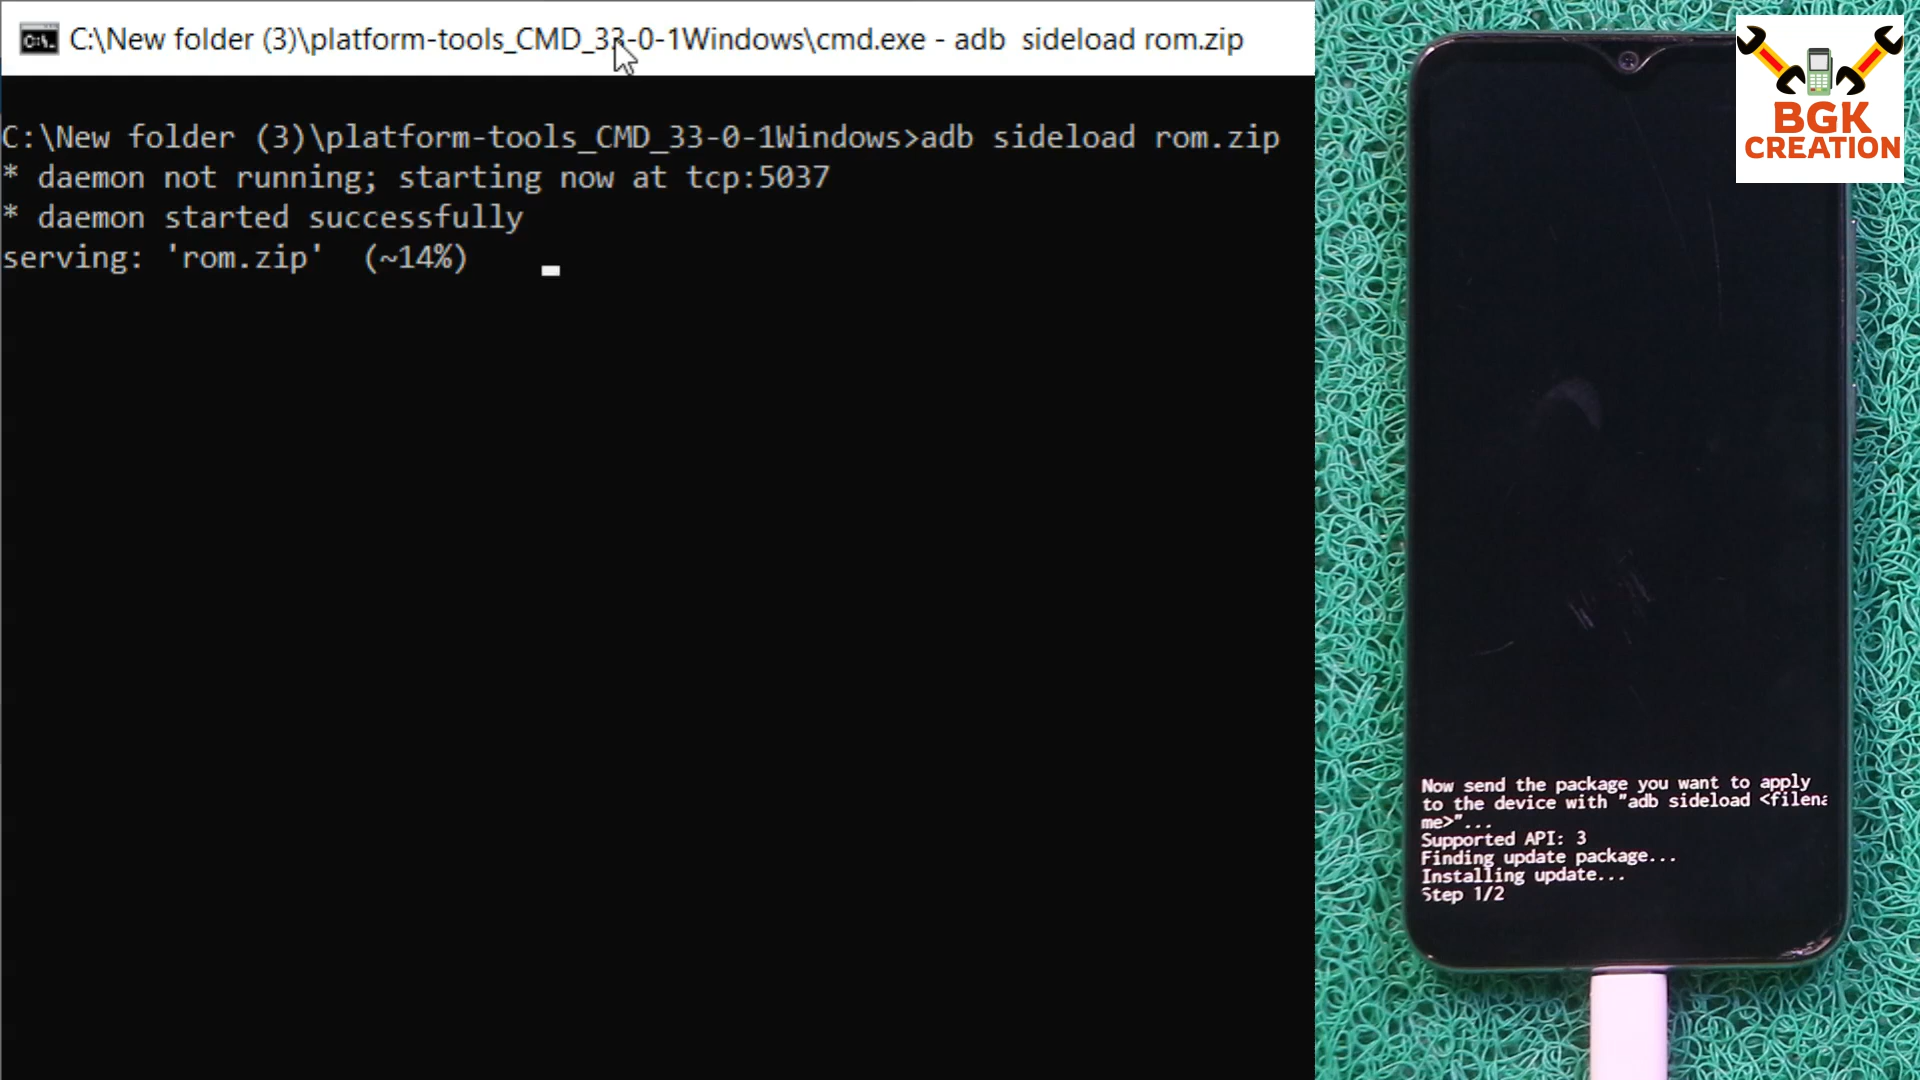 C:\New folder (3)\platform-tools_CMD_33-0-1Windows\cmd.exe - adb  sideload rom.zip
C:\New folder (3)\platform-tools_CMD_33-0-1Windows>adb sideload rom.zip
* daemon not running; starting now at tcp:5037
* daemon started successfully
serving: 'rom.zip'  (~14%)
BGK
CREATION
Now send the package you want to apply
to the device with "adb sideload <filena
me>"...
Supported API: 3
Finding update package...
Installing update...
Step 1/2